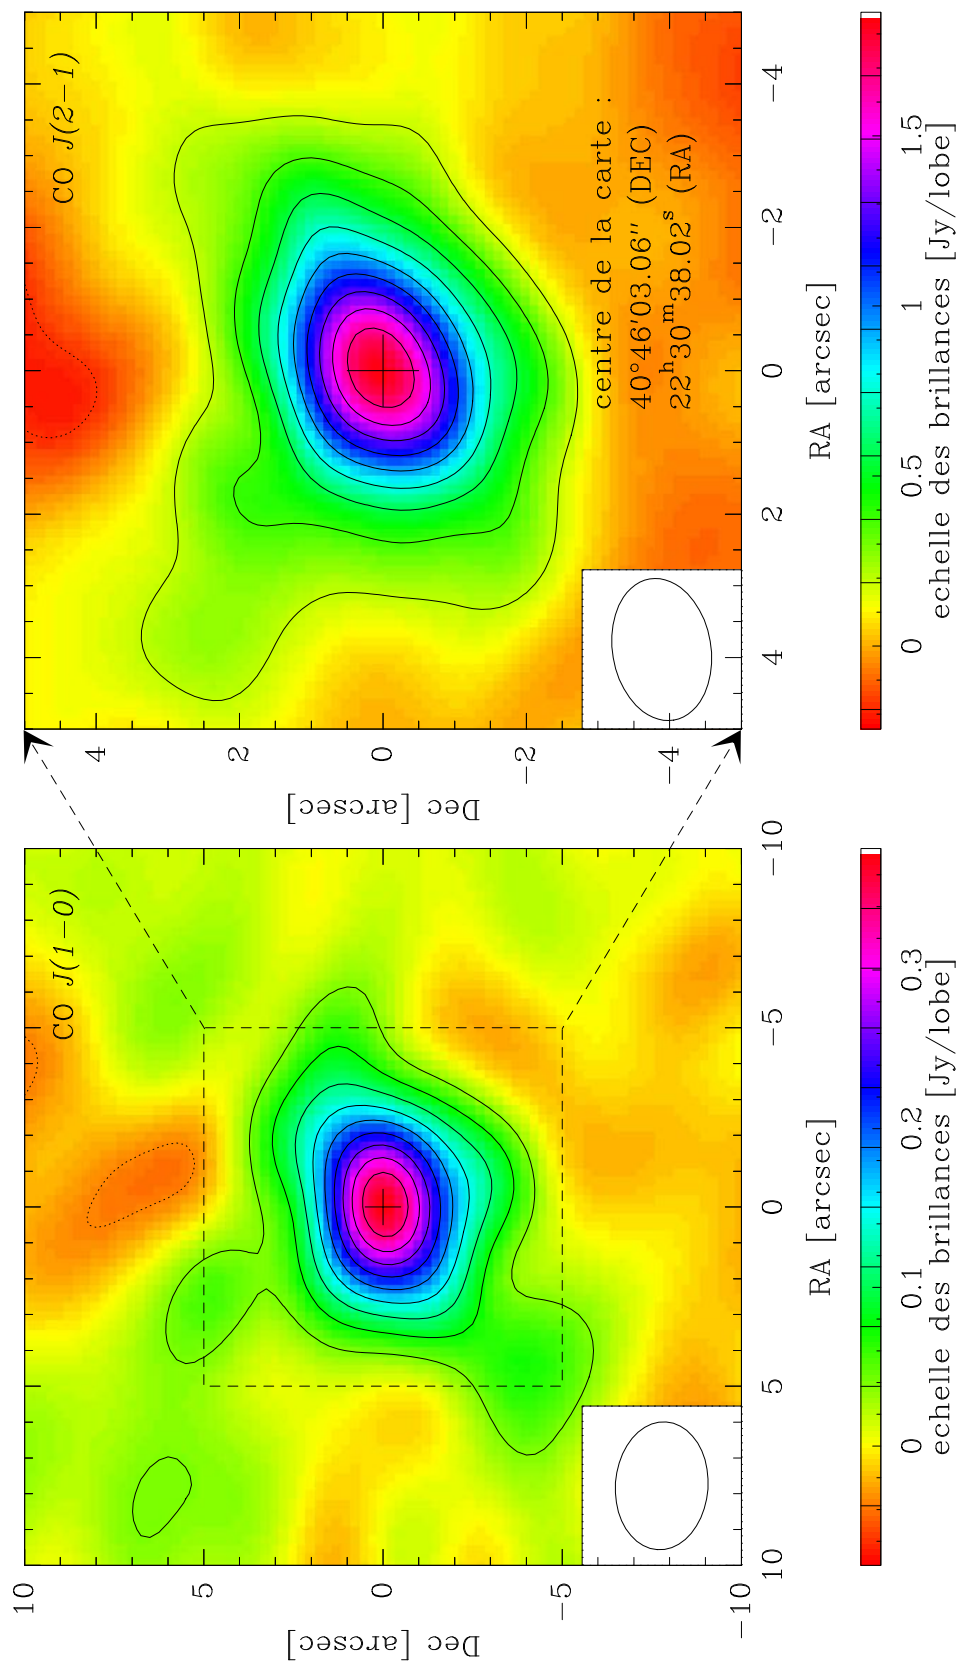 CO J(1−0)
10
5
0
−5
−10
Dec [arcsec]
10
5
0
−5
−10
RA [arcsec]
0
0.1
0.2
0.3
echelle des brillances [Jy/lobe]
CO J(2−1)
4
2
0
−2
−4
Dec [arcsec]
centre de la carte :
40°46′03.06″ (DEC)
22ʰ30ᵐ38.02ˢ (RA)
4
2
0
−2
−4
RA [arcsec]
0
0.5
1
1.5
echelle des brillances [Jy/lobe]